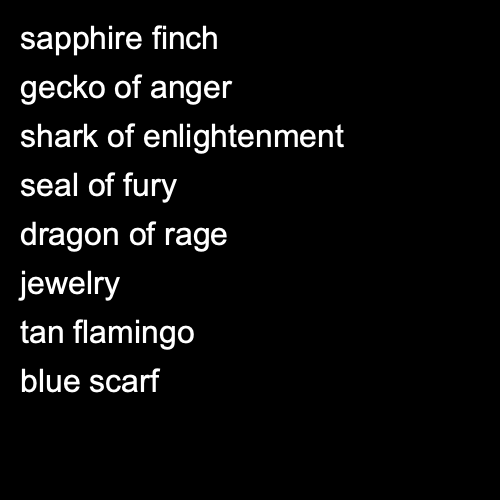 sapphire finch
gecko of anger
shark of enlightenment
seal of fury
dragon of rage
jewelry
tan flamingo
blue scarf